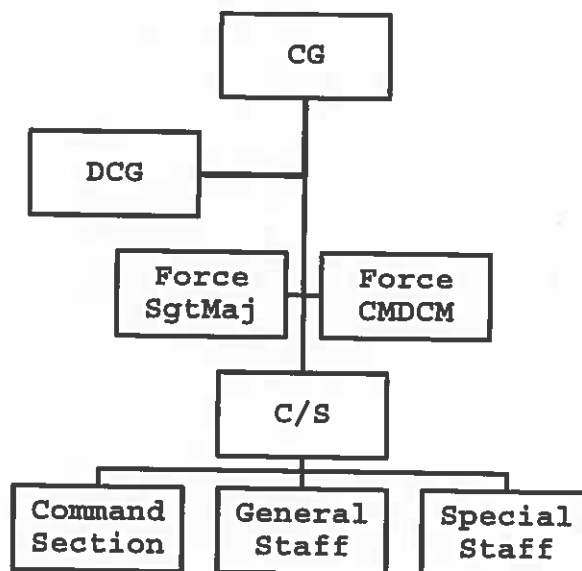 CG
DCG
Force
SgtMaj
Force
CMDCM
C/S
Command
Section
General
Staff
Special
Staff